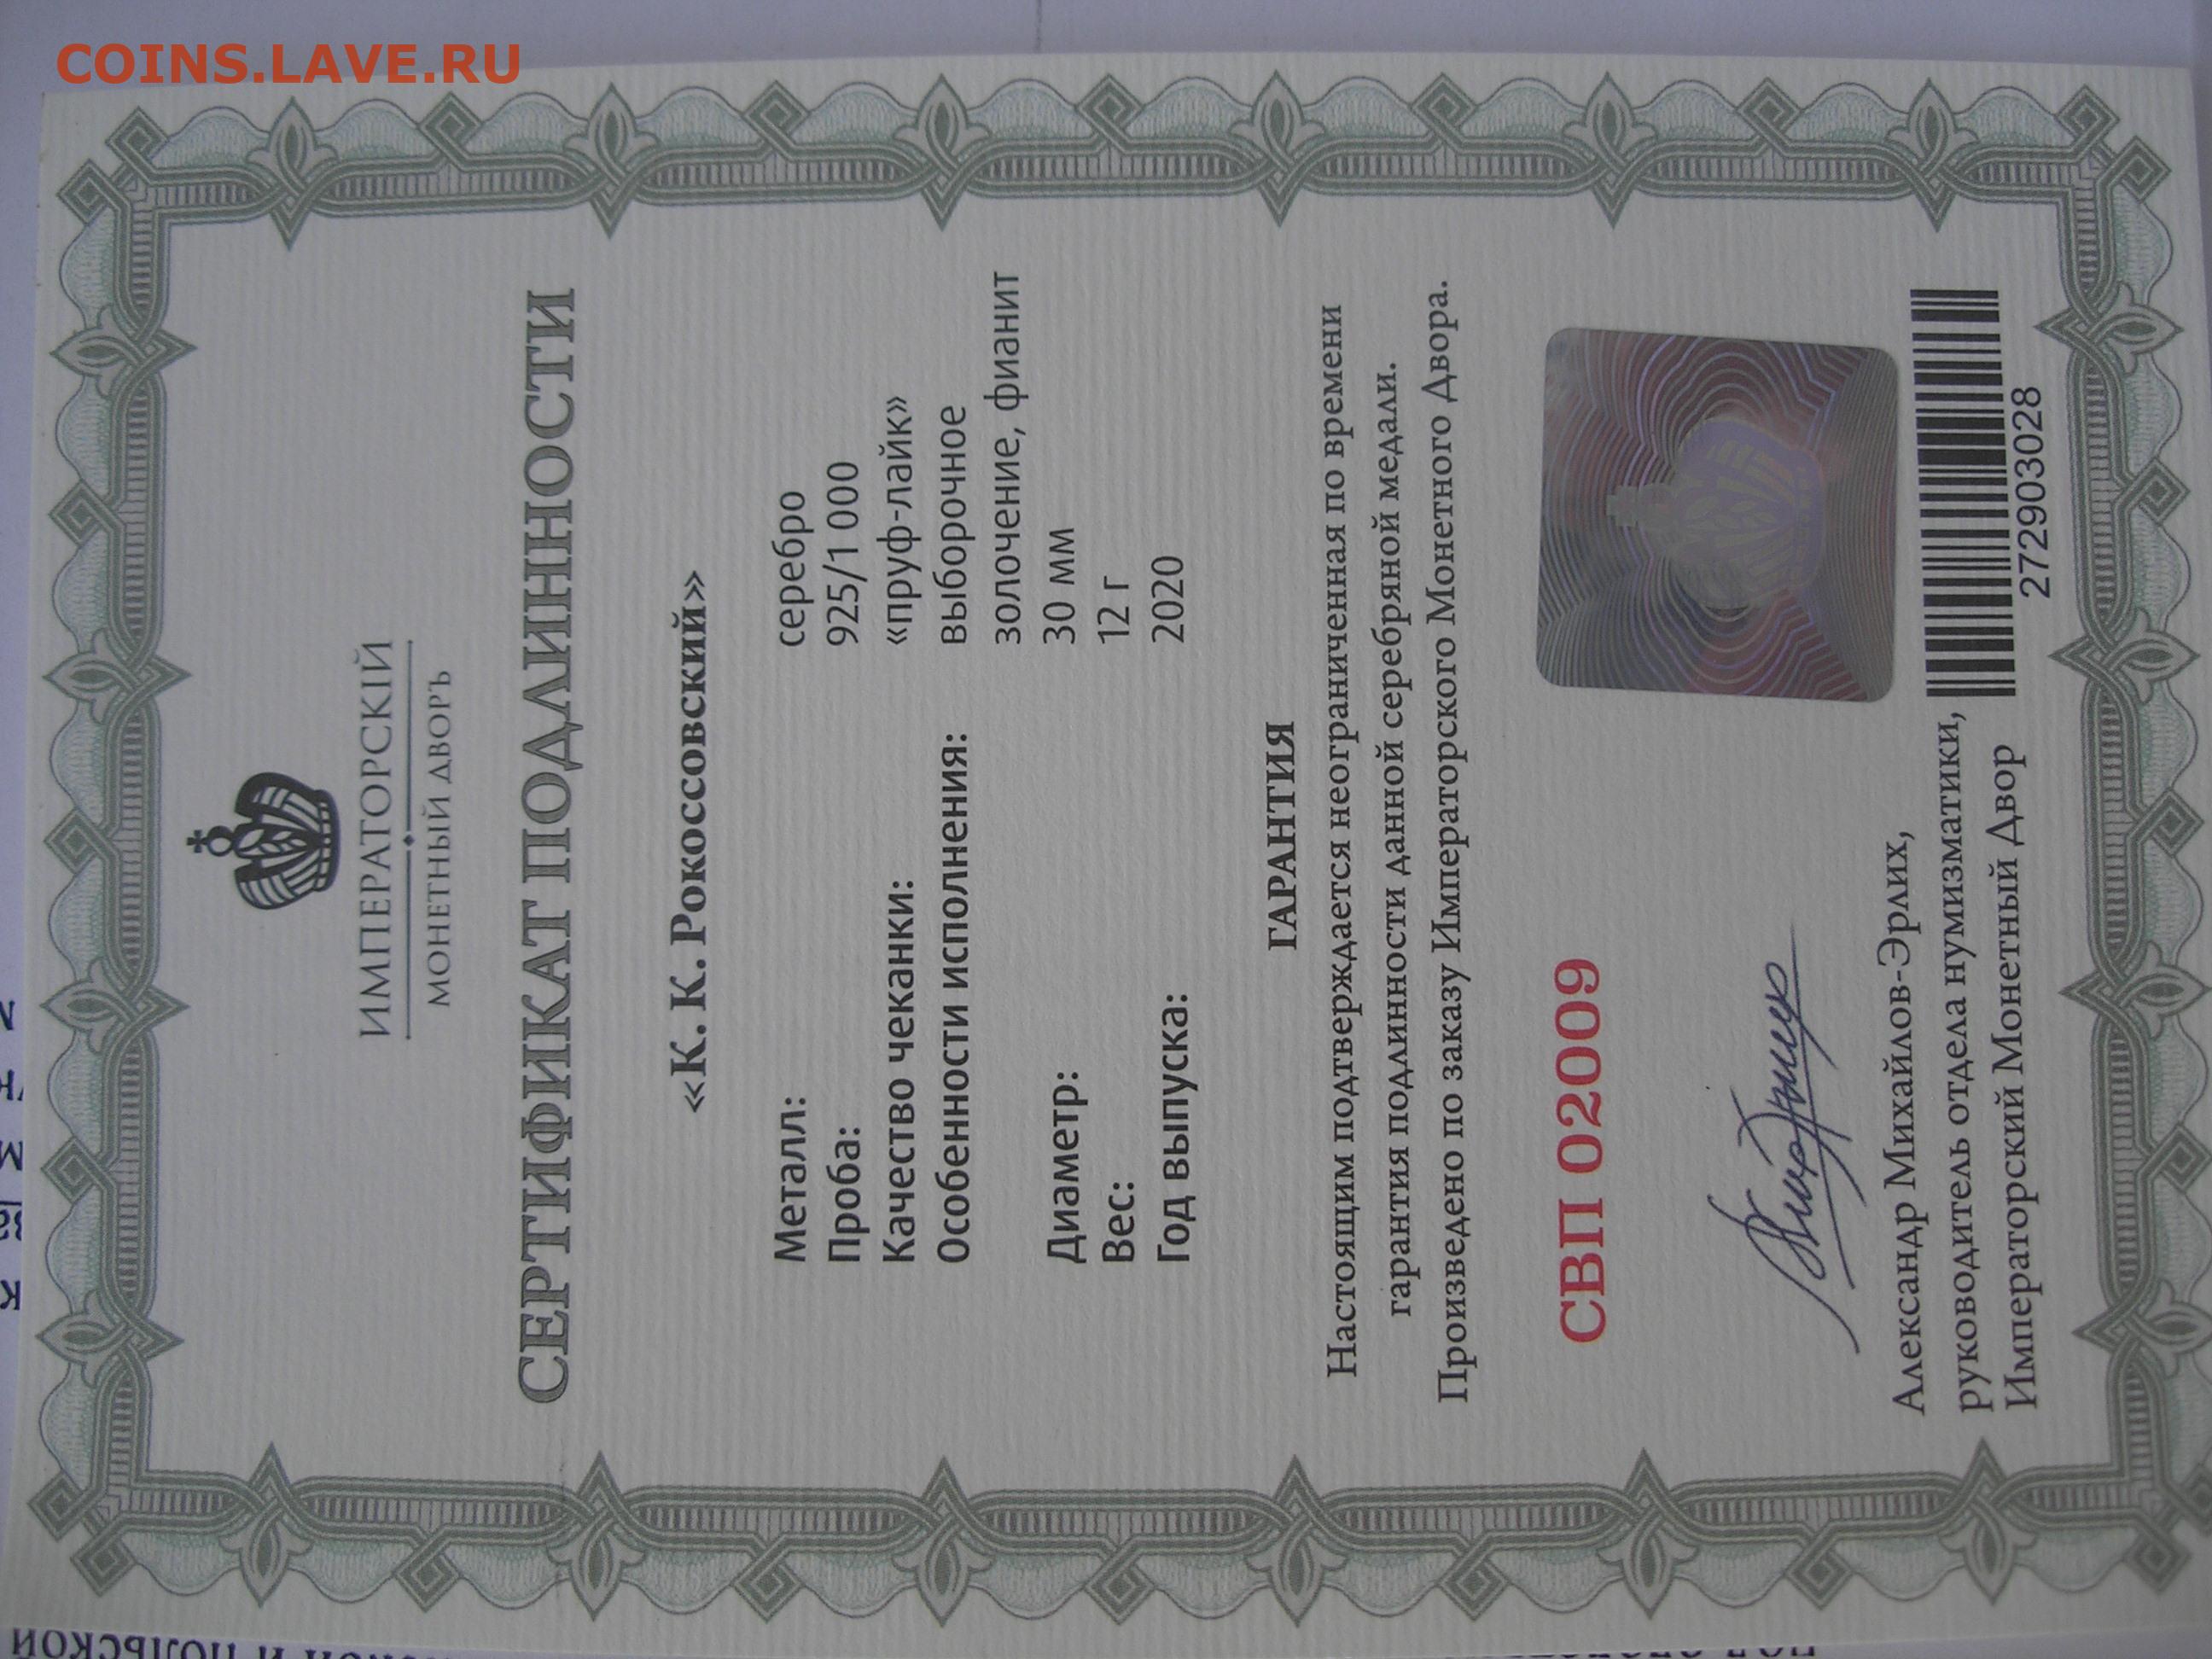 COINS.LAVE.RU
ИМПЕРАТОРСКІЙ
МОНЕТНЫЙ ДВОРЪ
СЕРТИФИКАТ ПОДЛИННОСТИ
«К. К. Рокоссовский»
Металл: серебро
Проба: 925/1 000
Качество чеканки: «пруф-лайк»
Особенности исполнения: выборочное
золочение, фианит
Диаметр: 30 мм
Вес: 12 г
Год выпуска: 2020
ГАРАНТИЯ
Настоящим подтверждается неограниченная по времени
гарантия подлинности данной серебряной медали.
Произведено по заказу Императорского Монетного Двора.
СВП 02009
Александр Михайлов-Эрлих,
руководитель отдела нумизматики,
Императорский Монетный Двор
272903028
И ПОЛЬСКОЙ